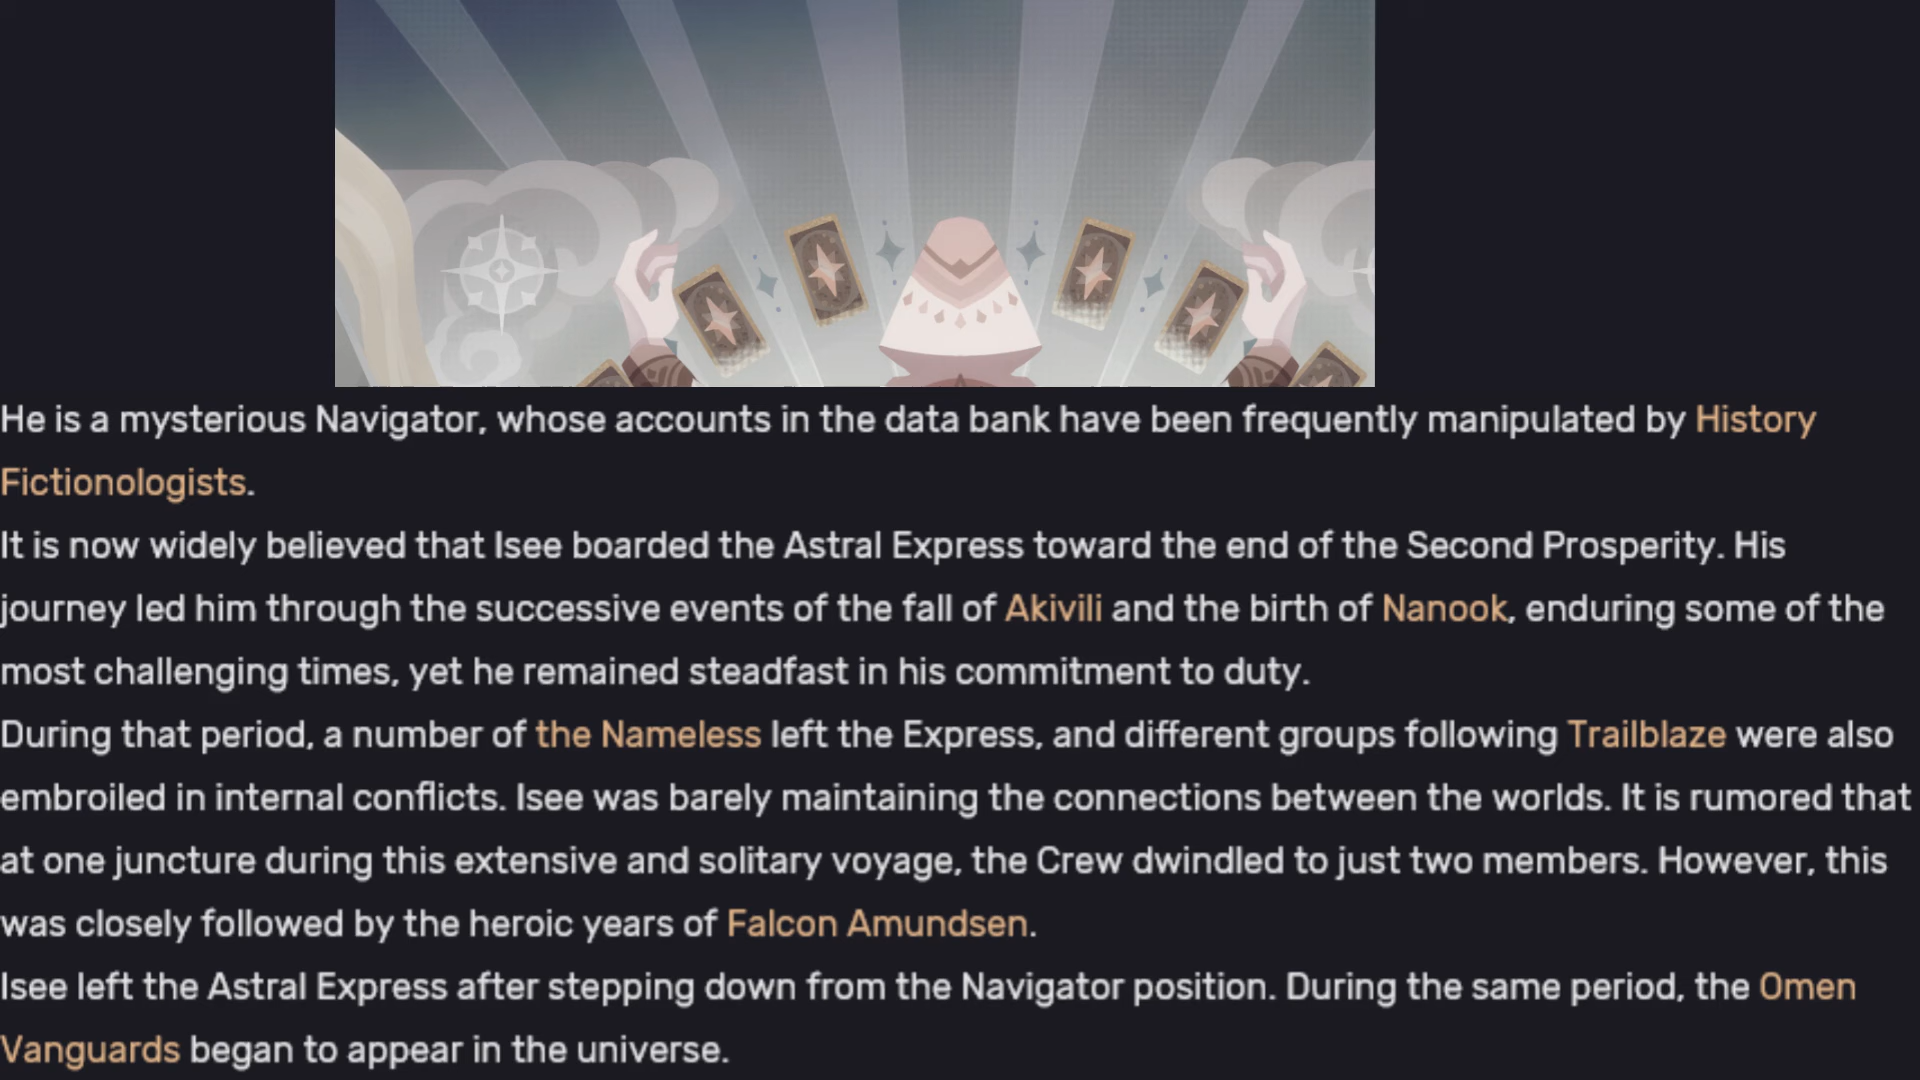 He is a mysterious Navigator, whose accounts in the data bank have been frequently manipulated by History
Fictionologists.
It is now widely believed that Isee boarded the Astral Express toward the end of the Second Prosperity. His
journey led him through the successive events of the fall of Akivili and the birth of Nanook, enduring some of the
most challenging times, yet he remained steadfast in his commitment to duty.
During that period, a number of the Nameless left the Express, and different groups following Trailblaze were also
embroiled in internal conflicts. Isee was barely maintaining the connections between the worlds. It is rumored that
at one juncture during this extensive and solitary voyage, the Crew dwindled to just two members. However, this
was closely followed by the heroic years of Falcon Amundsen.
Isee left the Astral Express after stepping down from the Navigator position. During the same period, the Omen
Vanguards began to appear in the universe.